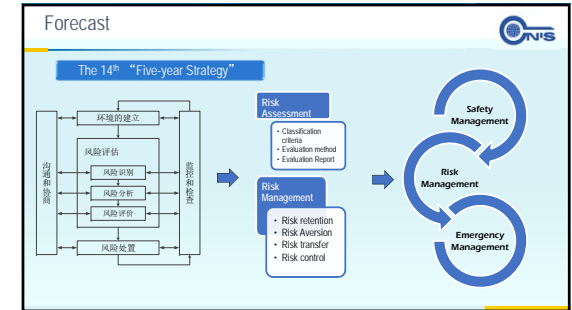 Forecast
ON'S
The 14th “Five-year Strategy”
沟通和协商
环境的建立
风险评估
风险识别
风险分析
风险评价
风险处置
监控和检查
Risk
Assessment
• Classification
criteria
• Evaluation method
• Evaluation Report
Risk
Management
• Risk retention
• Risk Aversion
• Risk transfer
• Risk control
Safety
Management
Risk
Management
Emergency
Management